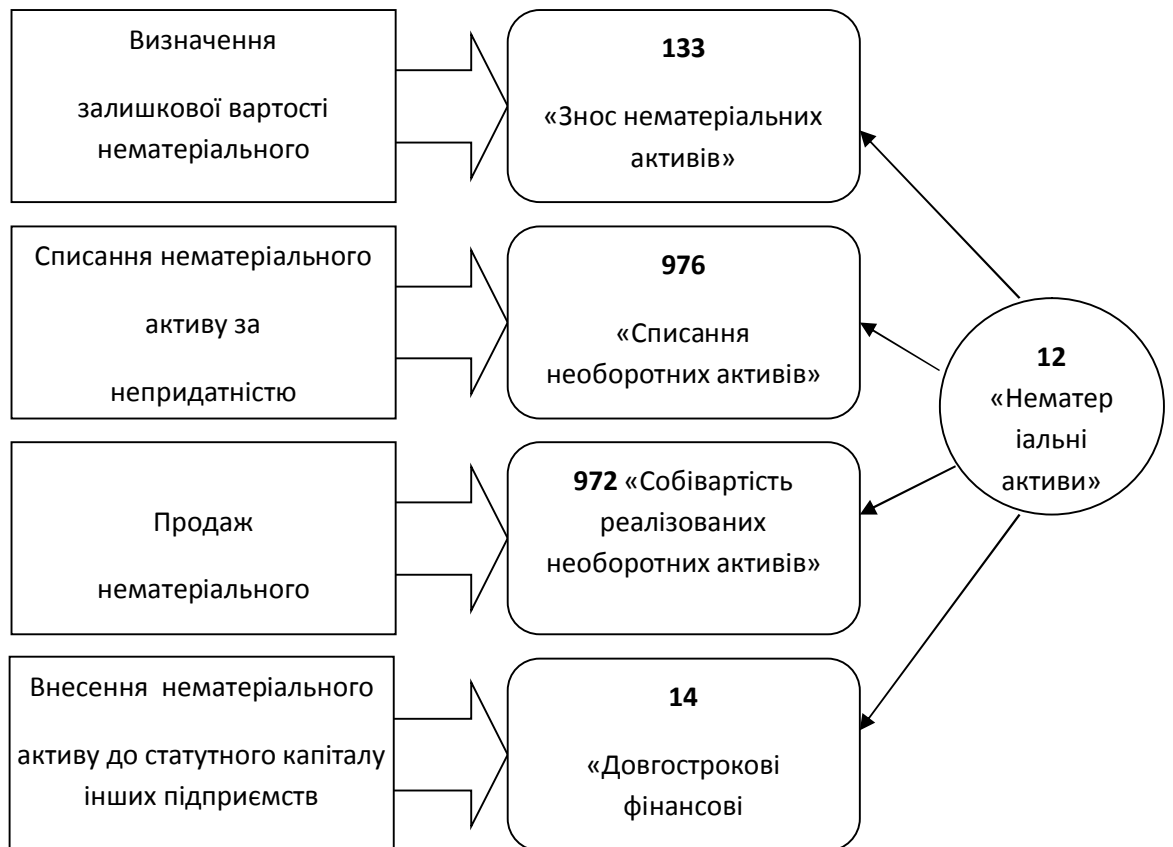 Визначення
залишкової вартості
нематеріального
133
«Знос нематеріальних
активів»
Списання нематеріального
активу за
непридатністю
976
«Списання
необоротних активів»
12
«Нематер
іальні
активи»
Продаж
нематеріального
972 «Собівартість
реалізованих
необоротних активів»
Внесення нематеріального
активу до статутного капіталу
інших підприємств
14
«Довгострокові
фінансові